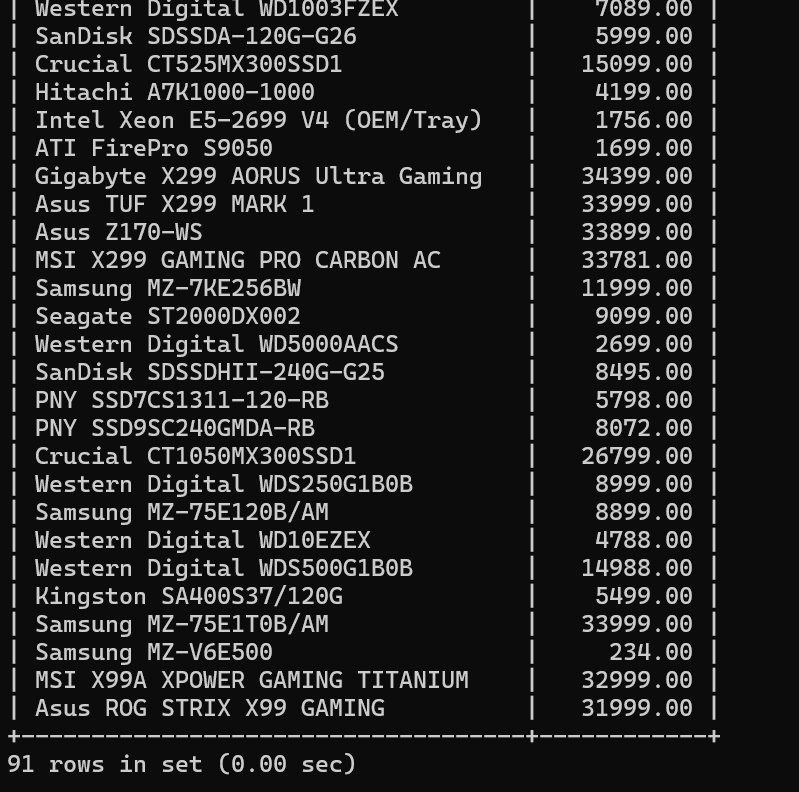 | Western Digital WD1003FZEX | 7089.00 |
| SanDisk SDSSDA-120G-G26 | 5999.00 |
| Crucial CT525MX300SSD1 | 15099.00 |
| Hitachi A7K1000-1000 | 4199.00 |
| Intel Xeon E5-2699 V4 (OEM/Tray) | 1756.00 |
| ATI FirePro S9050 | 1699.00 |
| Gigabyte X299 AORUS Ultra Gaming | 34399.00 |
| Asus TUF X299 MARK 1 | 33999.00 |
| Asus Z170-WS | 33899.00 |
| MSI X299 GAMING PRO CARBON AC | 33781.00 |
| Samsung MZ-7KE256BW | 11999.00 |
| Seagate ST2000DX002 | 9099.00 |
| Western Digital WD5000AACS | 2699.00 |
| SanDisk SDSSDHII-240G-G25 | 8495.00 |
| PNY SSD7CS1311-120-RB | 5798.00 |
| PNY SSD9SC240GMDA-RB | 8072.00 |
| Crucial CT1050MX300SSD1 | 26799.00 |
| Western Digital WDS250G1B0B | 8999.00 |
| Samsung MZ-75E120B/AM | 8899.00 |
| Western Digital WD10EZEX | 4788.00 |
| Western Digital WDS500G1B0B | 14988.00 |
| Kingston SA400S37/120G | 5499.00 |
| Samsung MZ-75E1T0B/AM | 33999.00 |
| Samsung MZ-V6E500 | 234.00 |
| MSI X99A XPOWER GAMING TITANIUM | 32999.00 |
| Asus ROG STRIX X99 GAMING | 31999.00 |
+------------------------------------+------------+
91 rows in set (0.00 sec)